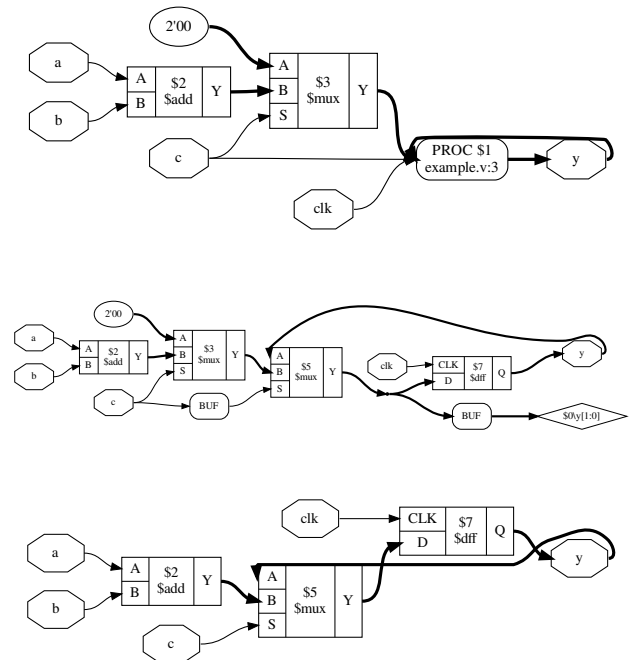 2'00
a
A
$2
$add
Y
B
b
A
$3
$mux
B
Y
S
c
PROC $1
example.v:3
y
clk
2'00
a
A
$2
$add
Y
B
b
A
$3
$mux
B
Y
S
c
BUF
A
$5
$mux
B
Y
S
clk
CLK
$7
$dff
Q
D
y
BUF
$0\y[1:0]
clk
CLK
$7
$dff
Q
D
y
a
A
$2
$add
Y
B
b
A
$5
$mux
B
Y
S
c